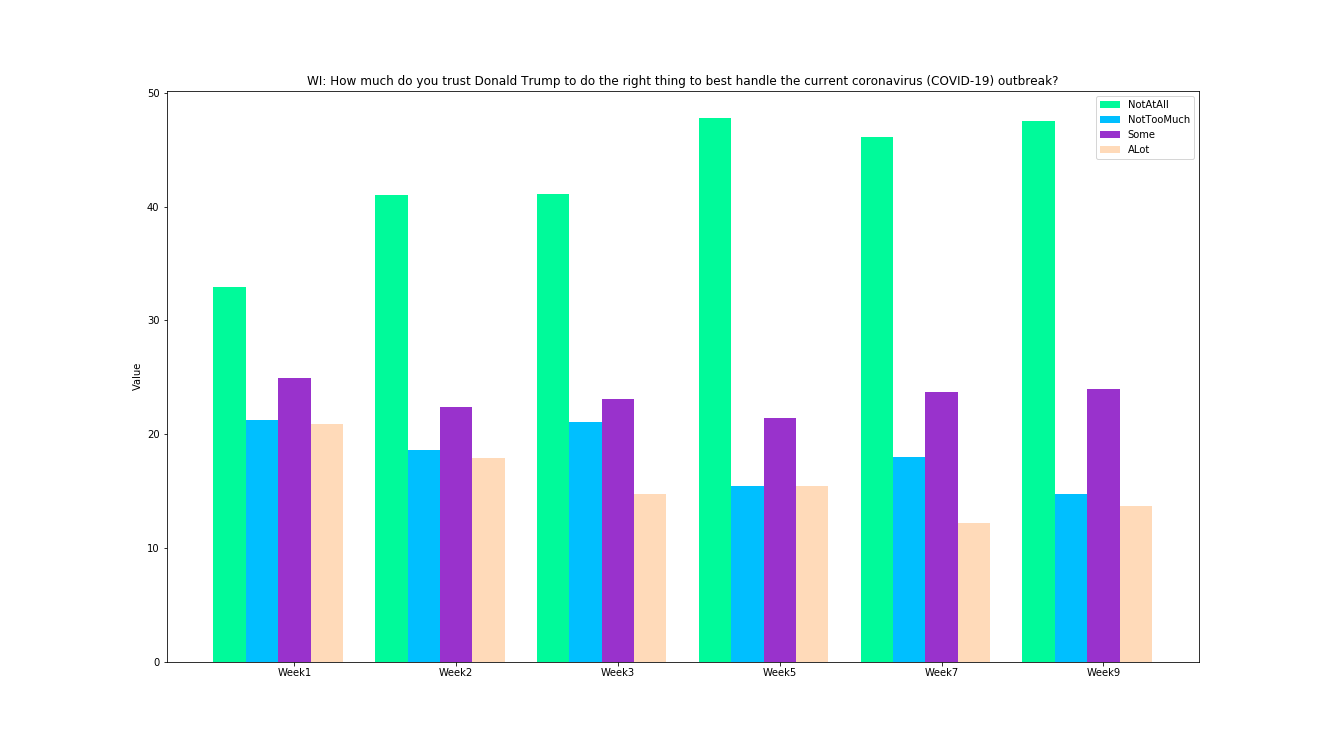 WI: How much do you trust Donald Trump to do the right thing to best handle the current coronavirus (COVID-19) outbreak?
NotAtAll
NotTooMuch
Some
ALot
Value
50
40
30
20
10
0
Week1 Week2 Week3 Week5 Week7 Week9